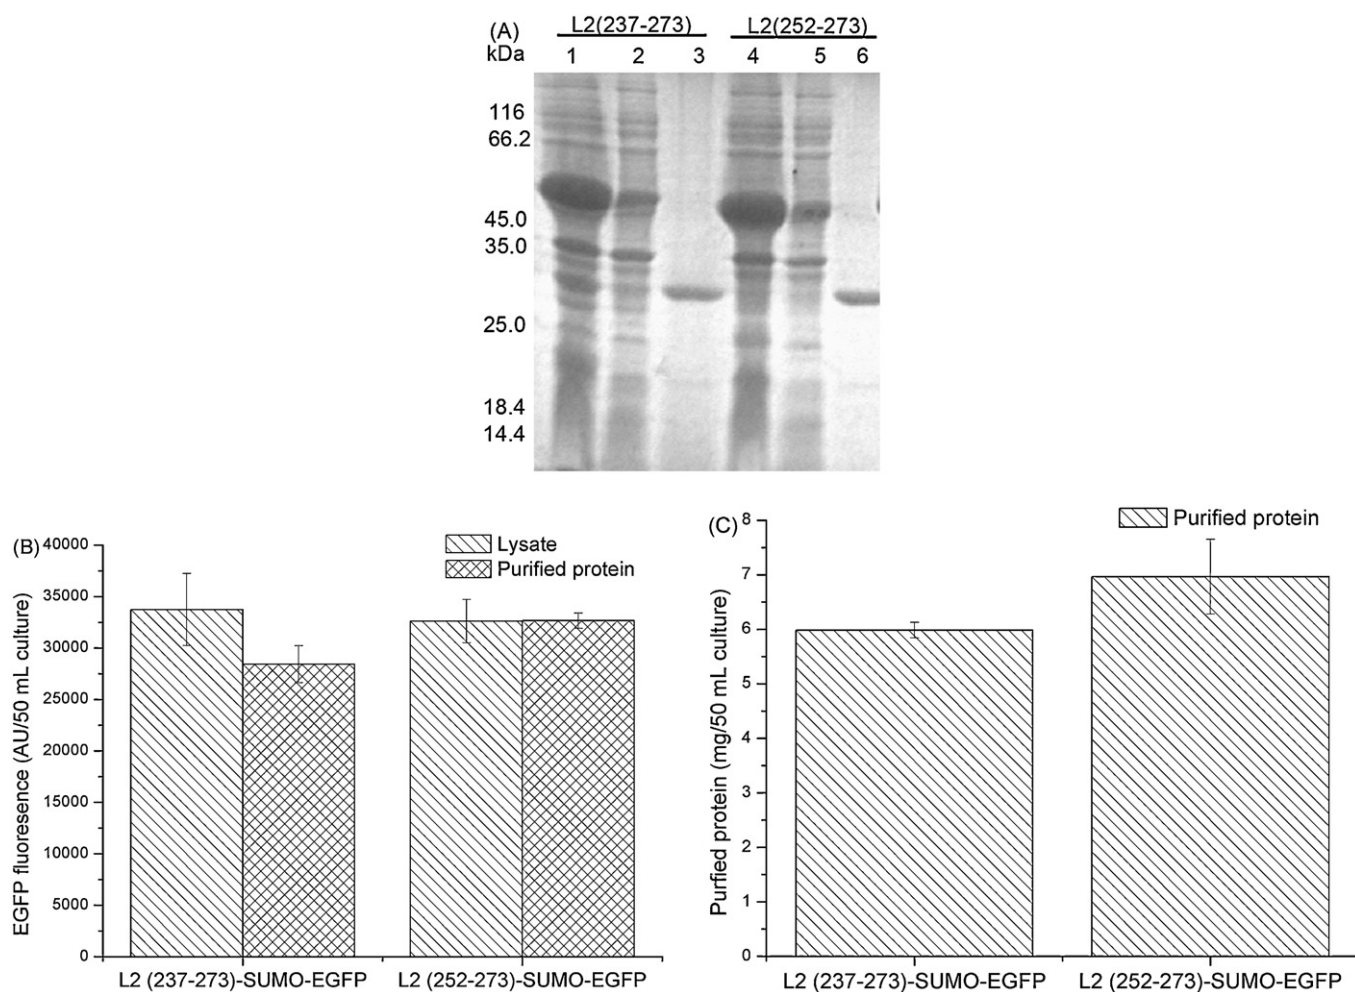 (A) L2(237-273) L2(252-273)
kDa 1 2 3 4 5 6
116
66.2
45.0
35.0
25.0
18.4
14.4
(B)
EGFP fluoresence (AU/50 mL culture)
40000
35000
30000
25000
20000
15000
10000
5000
0
Lysate
Purified protein
L2 (237-273)-SUMO-EGFP L2 (252-273)-SUMO-EGFP
(C)
Purfied protein (mg/50 mL culture)
8
7
6
5
4
3
2
1
0
Purified protein
L2 (237-273)-SUMO-EGFP L2 (252-273)-SUMO-EGFP